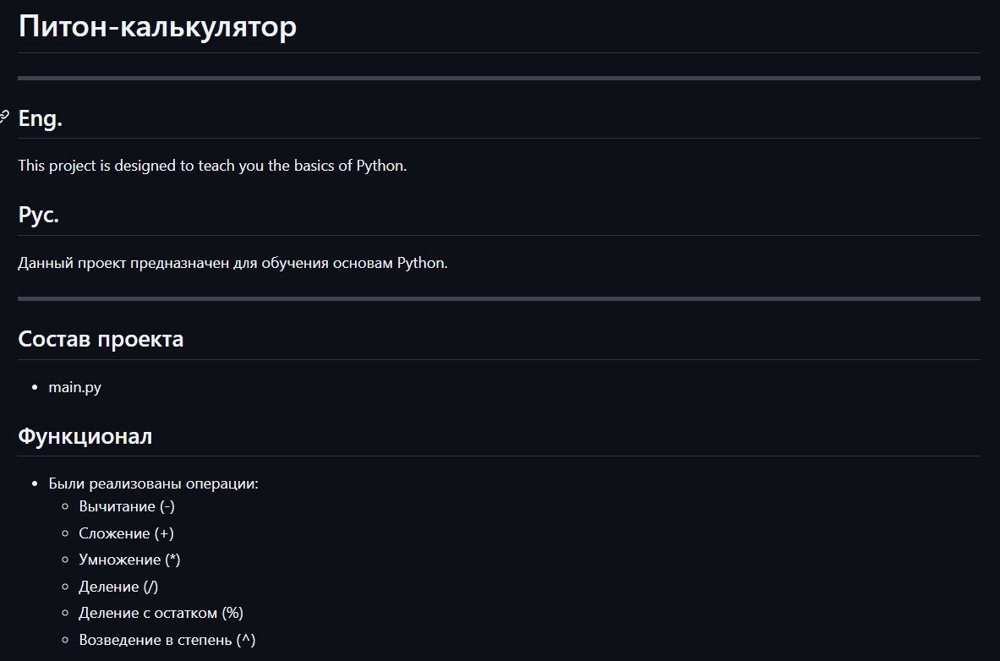 Питон-калькулятор
Eng.
This project is designed to teach you the basics of Python.
Рус.
Данный проект предназначен для обучения основам Python.
Состав проекта
main.py
Функционал
Были реализованы операции:
Вычитание (-)
Сложение (+)
Умножение (*)
Деление (/)
Деление с остатком (%)
Возведение в степень (^)